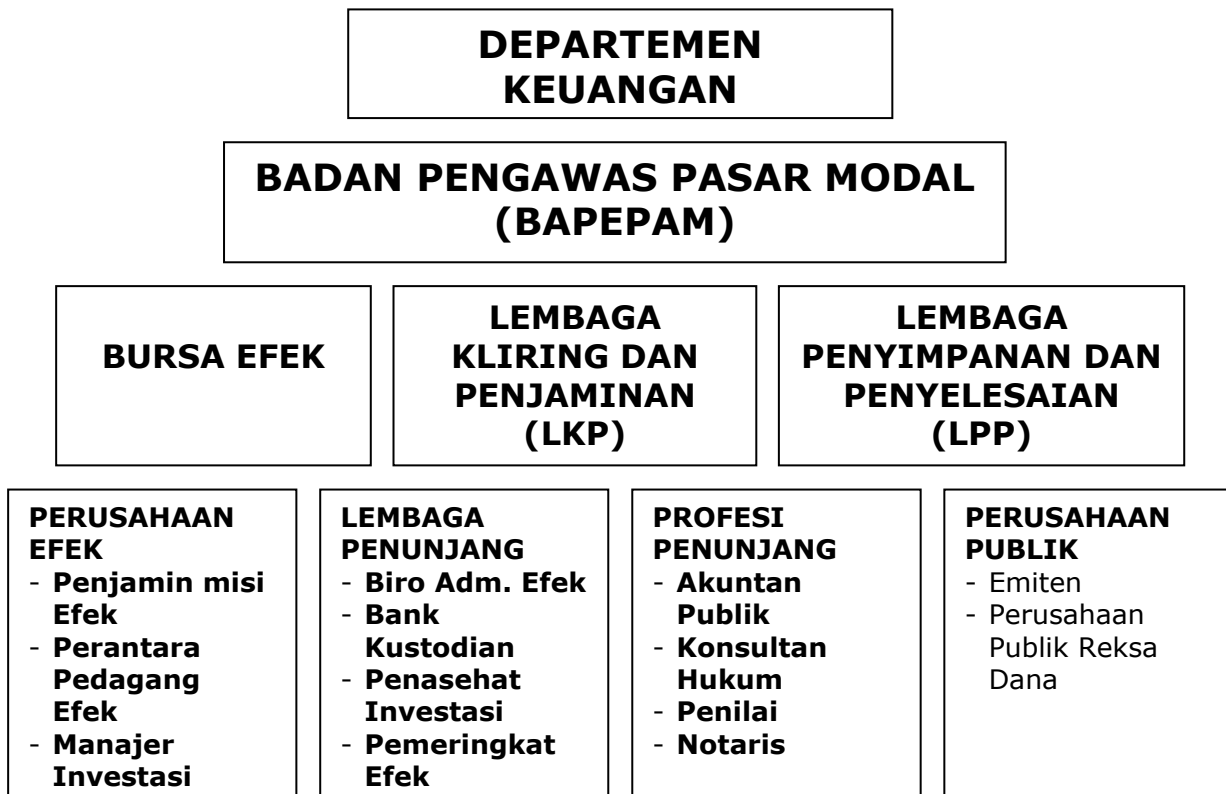 DEPARTEMEN
KEUANGAN
BADAN PENGAWAS PASAR MODAL
(BAPEPAM)
BURSA EFEK
LEMBAGA
KLIRING DAN
PENJAMINAN
(LKP)
LEMBAGA
PENYIMPANAN DAN
PENYELESAIAN
(LPP)
PERUSAHAAN
EFEK
- Penjamin misi
Efek
- Perantara
Pedagang
Efek
- Manajer
Investasi
LEMBAGA
PENUNJANG
- Biro Adm. Efek
- Bank
Kustodian
- Penasehat
Investasi
- Pemeringkat
Efek
PROFESI
PENUNJANG
- Akuntan
Publik
- Konsultan
Hukum
- Penilai
- Notaris
PERUSAHAAN
PUBLIK
- Emiten
- Perusahaan
Publik Reksa
Dana